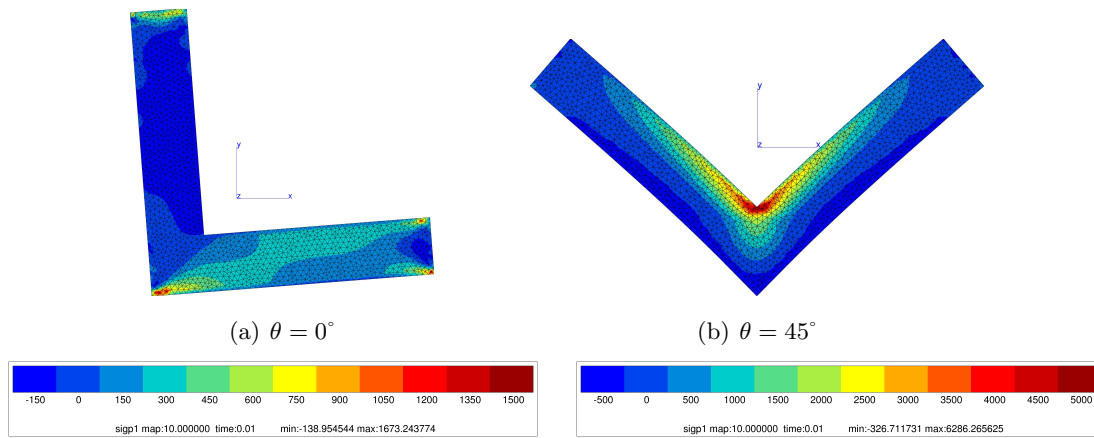 y
z x
y
z x
(a) θ = 0°
(b) θ = 45°
-150 0 150 300 450 600 750 900 1050 1200 1350 1500
sigp1 map:10.000000 time:0.01 min:-138.954544 max:1673.243774
-500 0 500 1000 1500 2000 2500 3000 3500 4000 4500 5000
sigp1 map:10.000000 time:0.01 min:-326.711731 max:6286.265625